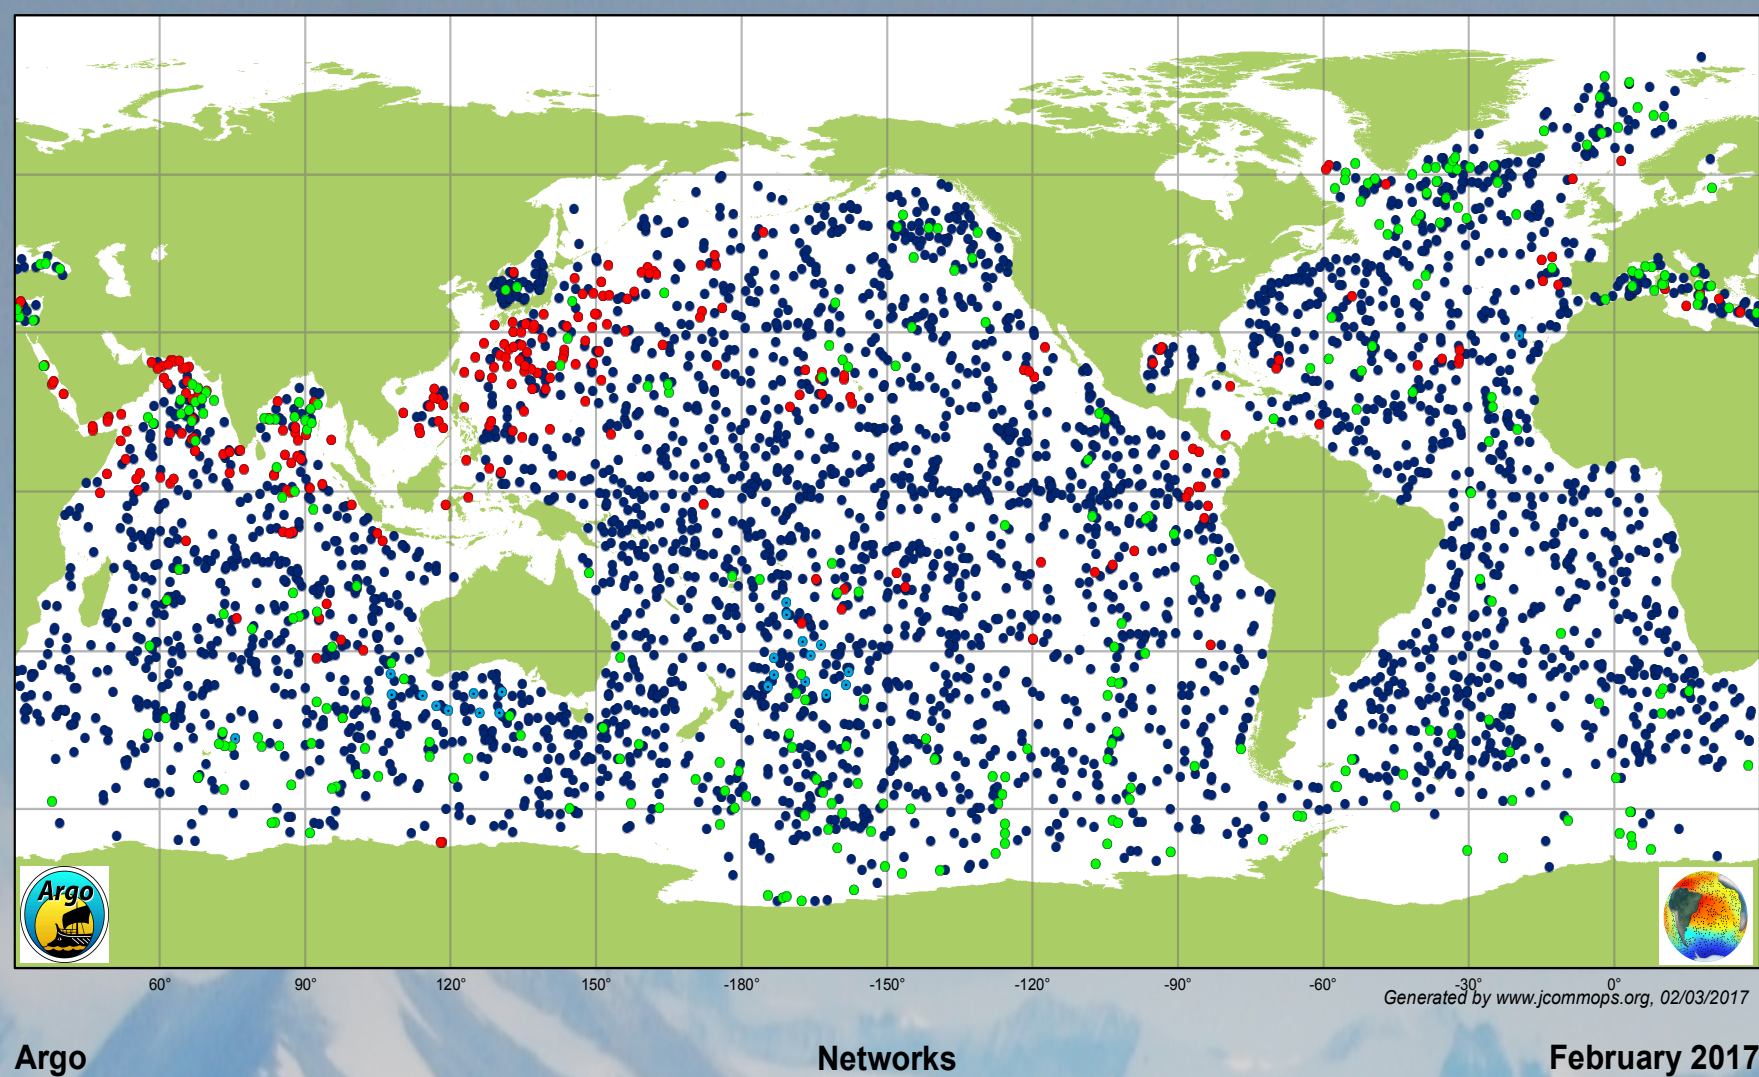 Argo
60° 90° 120° 150° -180° -150° -120° -90° -60° -30° 0°
Generated by www.jcommops.org, 02/03/2017
Argo Networks February 2017